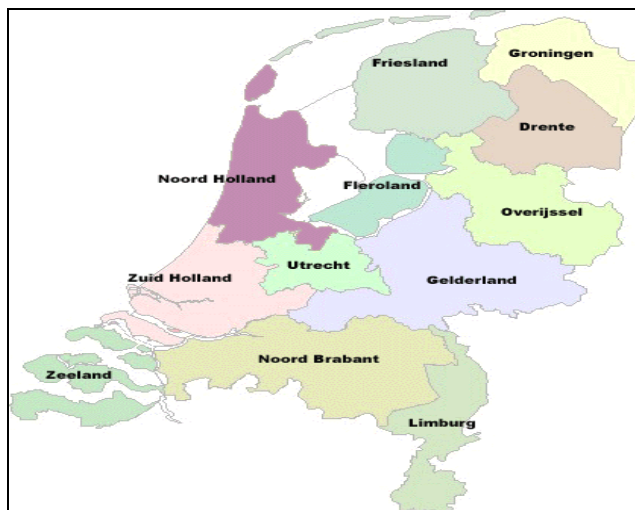 Groningen
Friesland
Drente
Noord Holland
Fleroland
Overijssel
Utrecht
Zuid Holland
Gelderland
Noord Brabant
Zeeland
Limburg